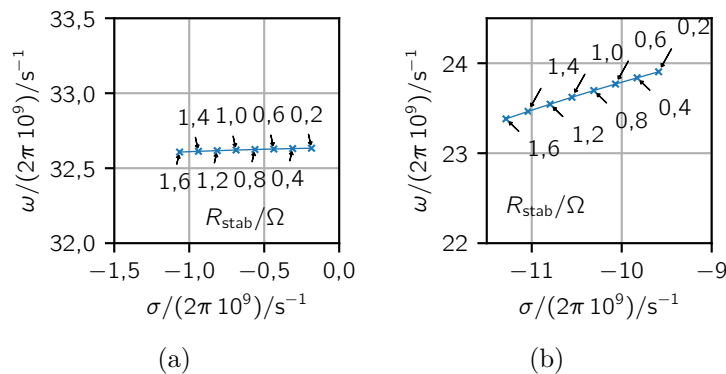 33,5
33,0
32,5
32,0
ω/(2π 10⁹)/s⁻¹
1,4 1,0 0,6 0,2
1,6 1,2 0,8 0,4
R_stab/Ω
−1,5 −1,0 −0,5 0,0
σ/(2π 10⁹)/s⁻¹
(a)
24
23
22
ω/(2π 10⁹)/s⁻¹
1,4 1,0 0,6 0,2
1,6 1,2 0,8 0,4
R_stab/Ω
−11 −10 −9
σ/(2π 10⁹)/s⁻¹
(b)